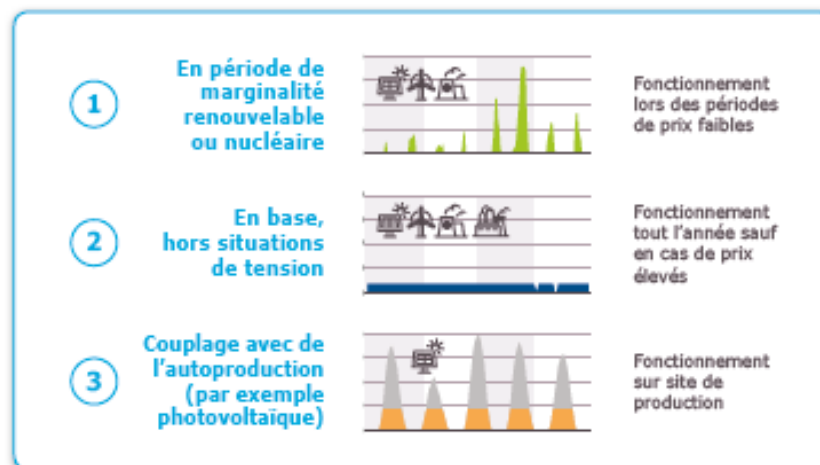 1
En période de
marginalité
renouvelable
ou nucléaire
Fonctionnement
lors des périodes
de prix faibles
2
En base,
hors situations
de tension
Fonctionnement
tout l'année sauf
en cas de prix
élevés
3
Couplage avec de
l'autoproduction
(par exemple
photovoltaïque)
Fonctionnement
sur site de
production